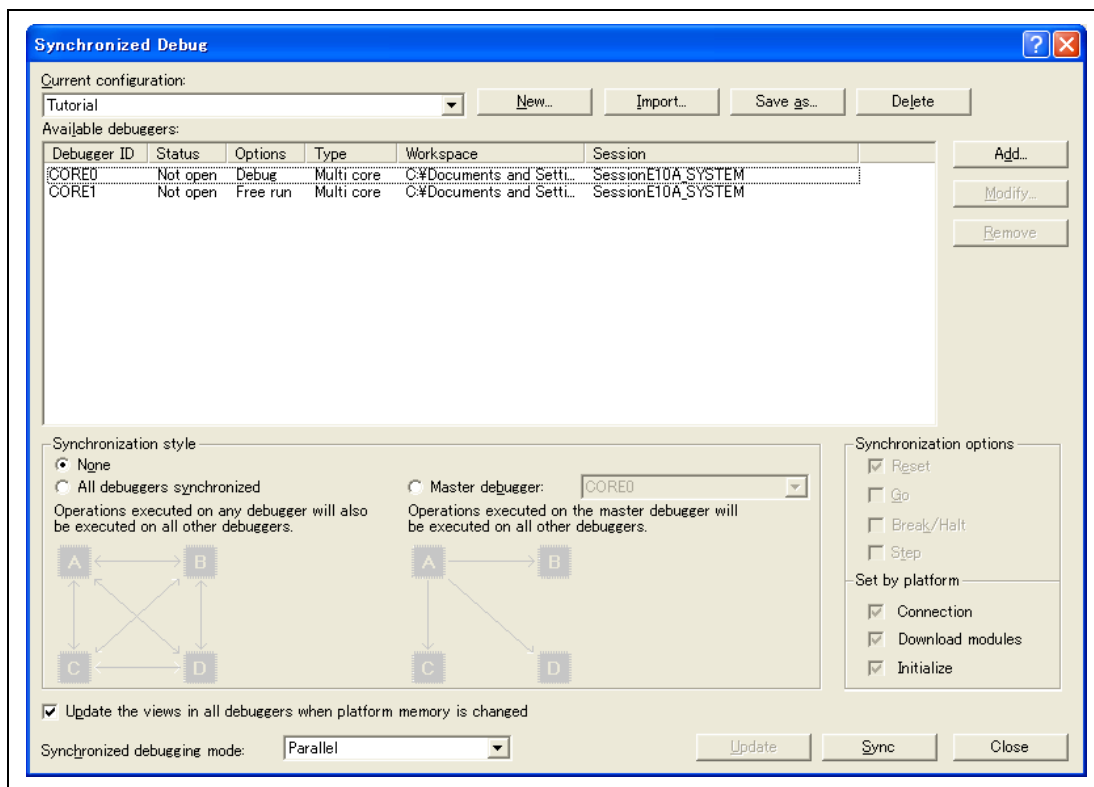 Synchronized Debug
Current configuration:
Tutorial New... Import... Save as... Delete
Available debuggers:
Debugger ID Status Options Type Workspace Session
CORE0 Not open Debug Multi core C:¥Documents and Setti... SessionE10A_SYSTEM
CORE1 Not open Free run Multi core C:¥Documents and Setti... SessionE10A_SYSTEM
Add...
Modify...
Remove
Synchronization style
None
All debuggers synchronized
Operations executed on any debugger will also
be executed on all other debuggers.
A B
C D
Master debugger: CORE0
Operations executed on the master debugger will
be executed on all other debuggers.
A B
C D
Synchronization options
Reset
Go
Break/Halt
Step
Set by platform
Connection
Download modules
Initialize
Update the views in all debuggers when platform memory is changed
Synchronized debugging mode: Parallel Update Sync Close